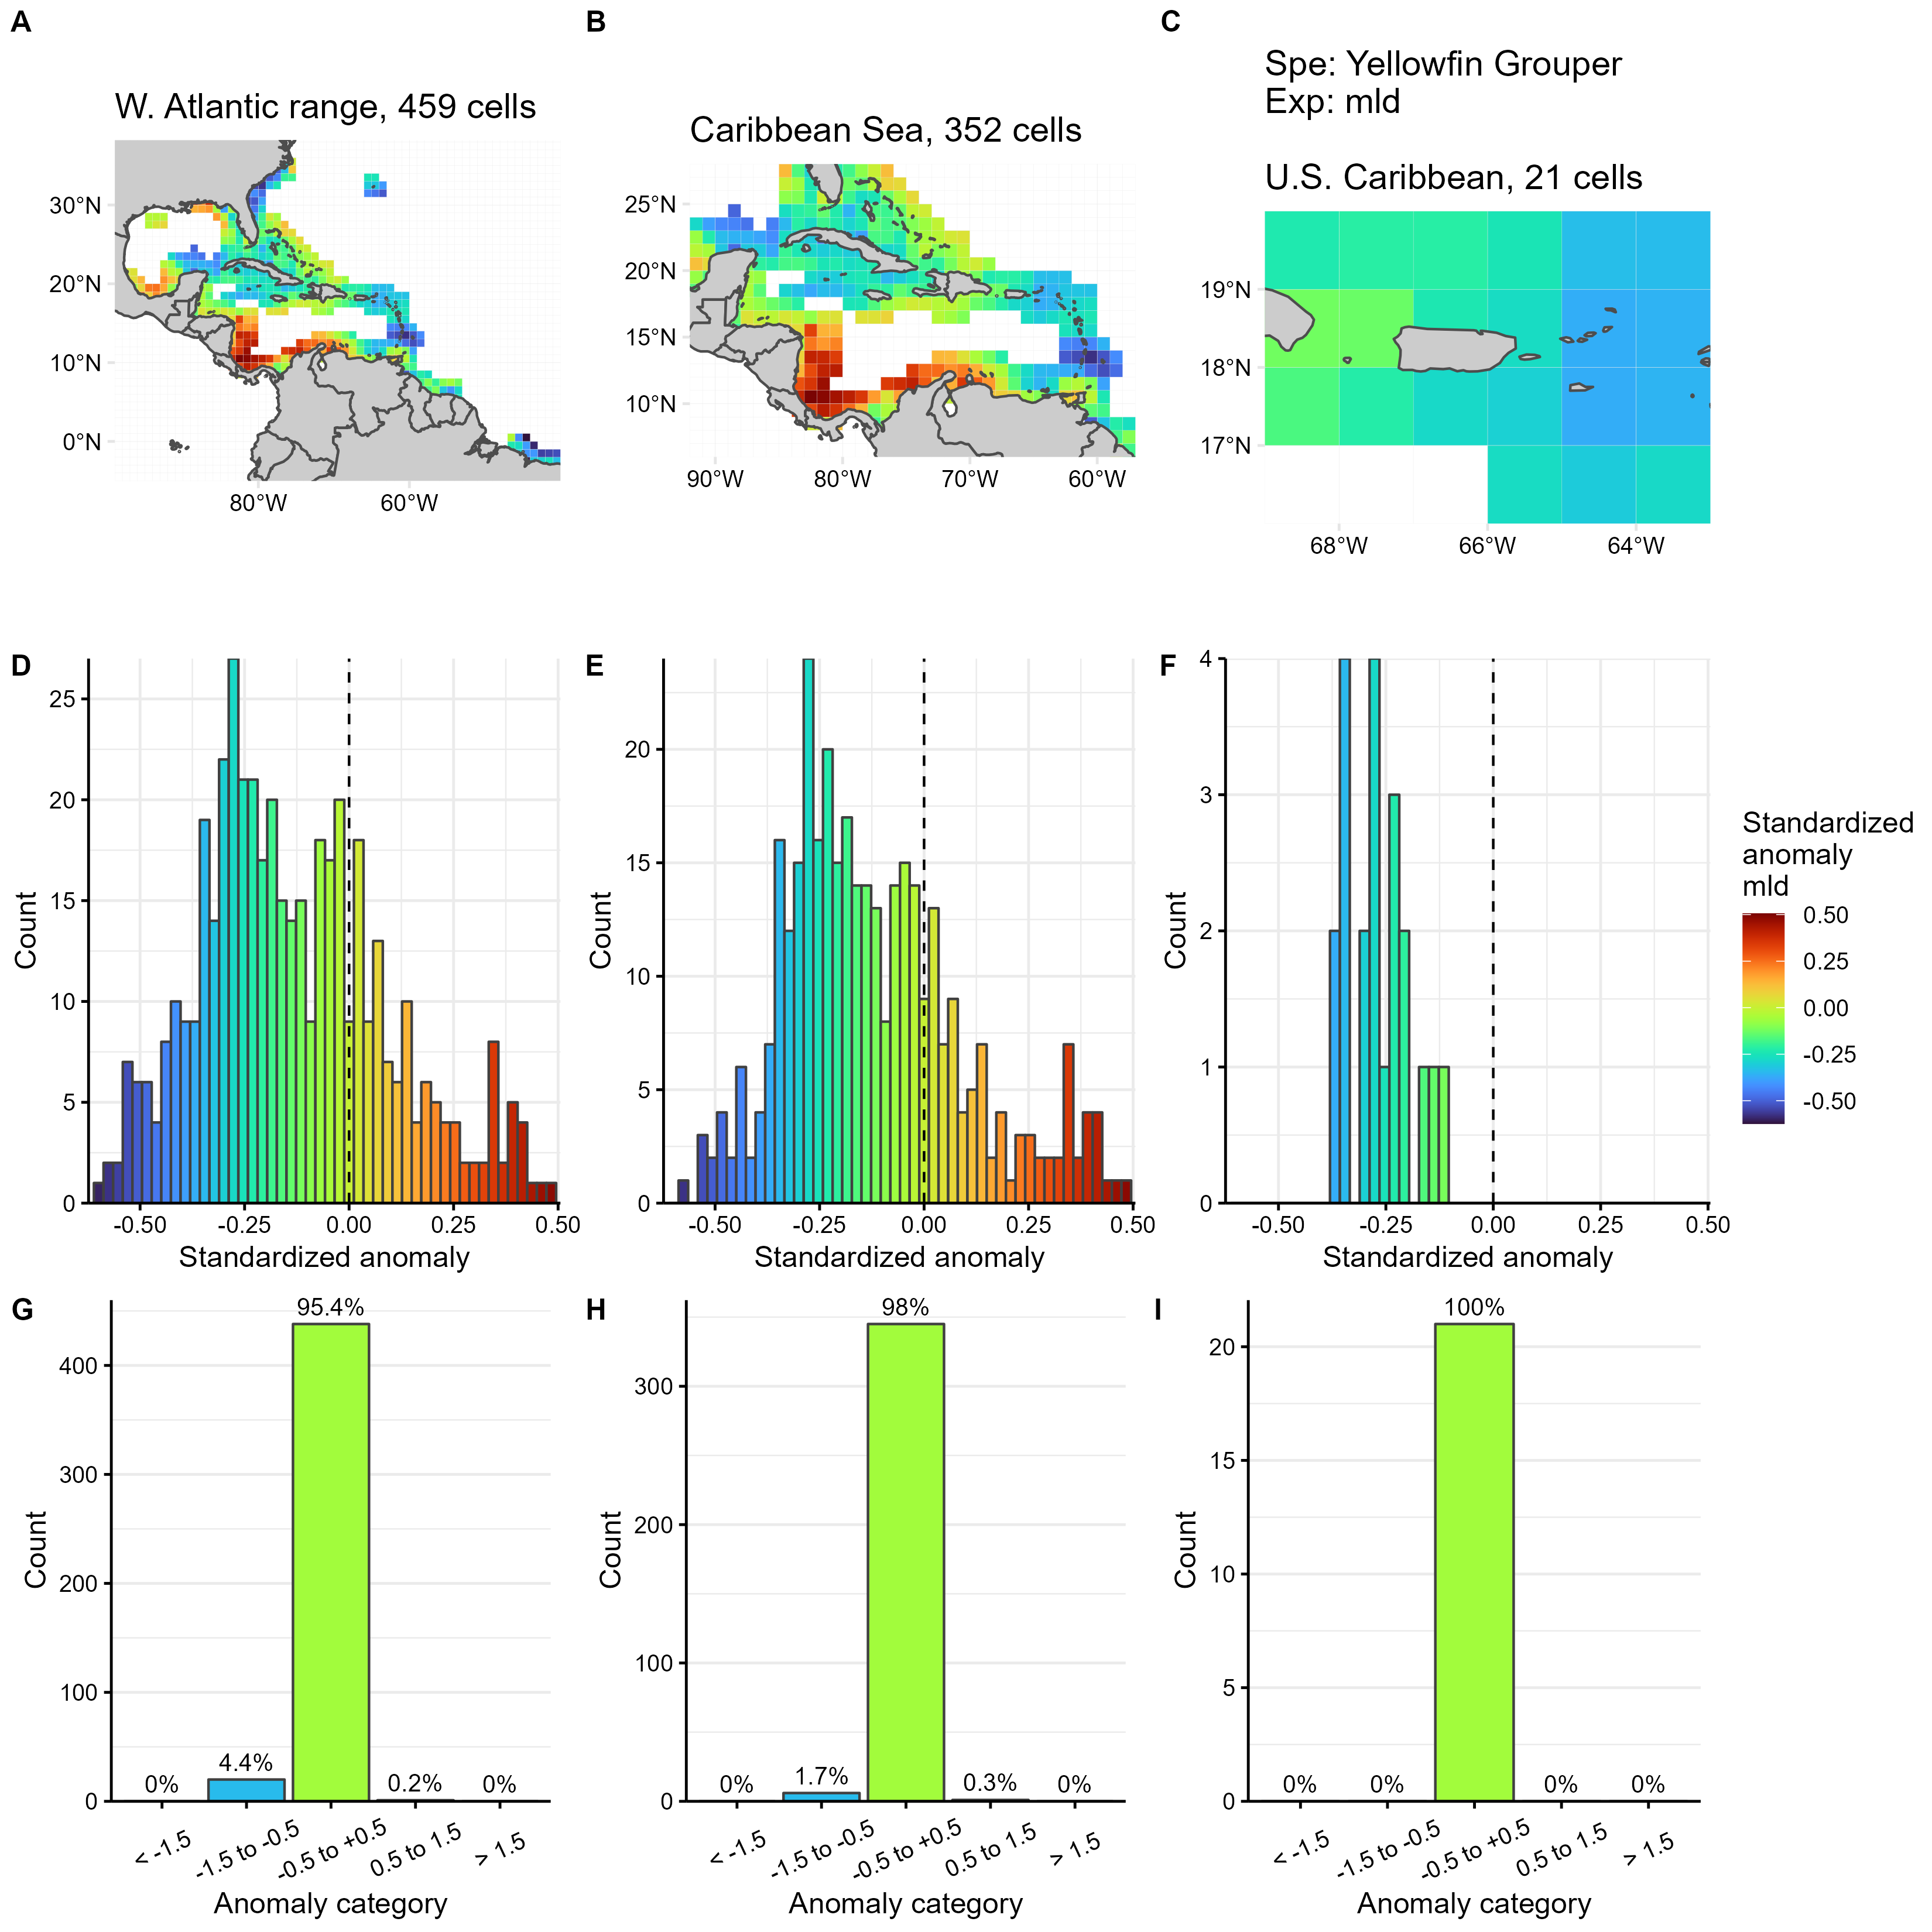 A
B
C
Spe: Yellowfin Grouper
Exp: mld
W. Atlantic range, 459 cells
Caribbean Sea, 352 cells
U.S. Caribbean, 21 cells
30°N
20°N
10°N
0°N
80°W
60°W
25°N
20°N
15°N
10°N
90°W
80°W
70°W
60°W
19°N
18°N
17°N
68°W
66°W
64°W
D
Count
25
20
15
10
5
0
-0.50
-0.25
0.00
0.25
0.50
Standardized anomaly
E
Count
20
15
10
5
0
-0.50
-0.25
0.00
0.25
0.50
Standardized anomaly
F
Count
4
3
2
1
0
-0.50
-0.25
0.00
0.25
0.50
Standardized anomaly
Standardized
anomaly
mld
0.50
0.25
0.00
-0.25
-0.50
G
Count
400
300
200
100
0
0%
4.4%
95.4%
0.2%
0%
< -1.5
-1.5 to -0.5
-0.5 to +0.5
0.5 to 1.5
> 1.5
Anomaly category
H
Count
300
200
100
0
0%
1.7%
98%
0.3%
0%
< -1.5
-1.5 to -0.5
-0.5 to +0.5
0.5 to 1.5
> 1.5
Anomaly category
I
Count
20
15
10
5
0
0%
0%
100%
0%
0%
< -1.5
-1.5 to -0.5
-0.5 to +0.5
0.5 to 1.5
> 1.5
Anomaly category